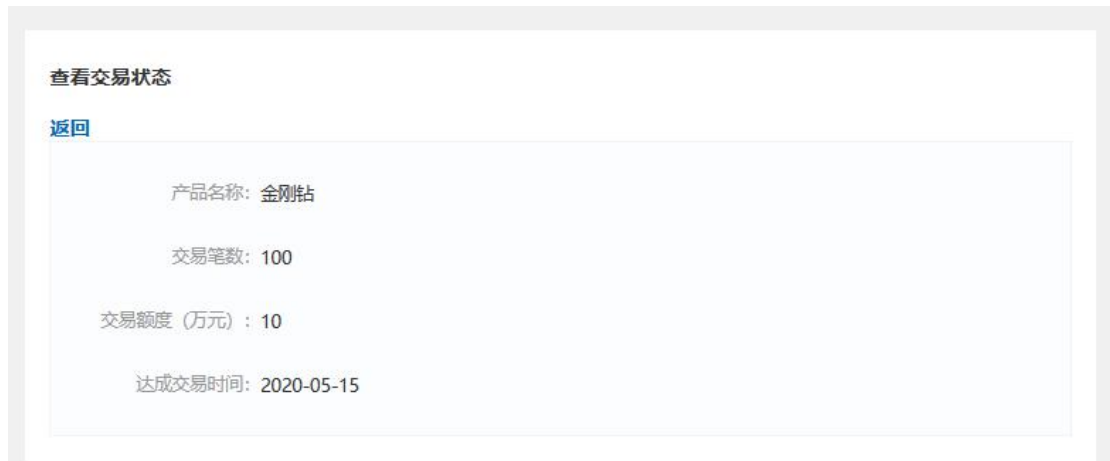 查看交易状态
返回
产品名称: 金刚钻
交易笔数: 100
交易额度（万元）: 10
达成交易时间: 2020-05-15